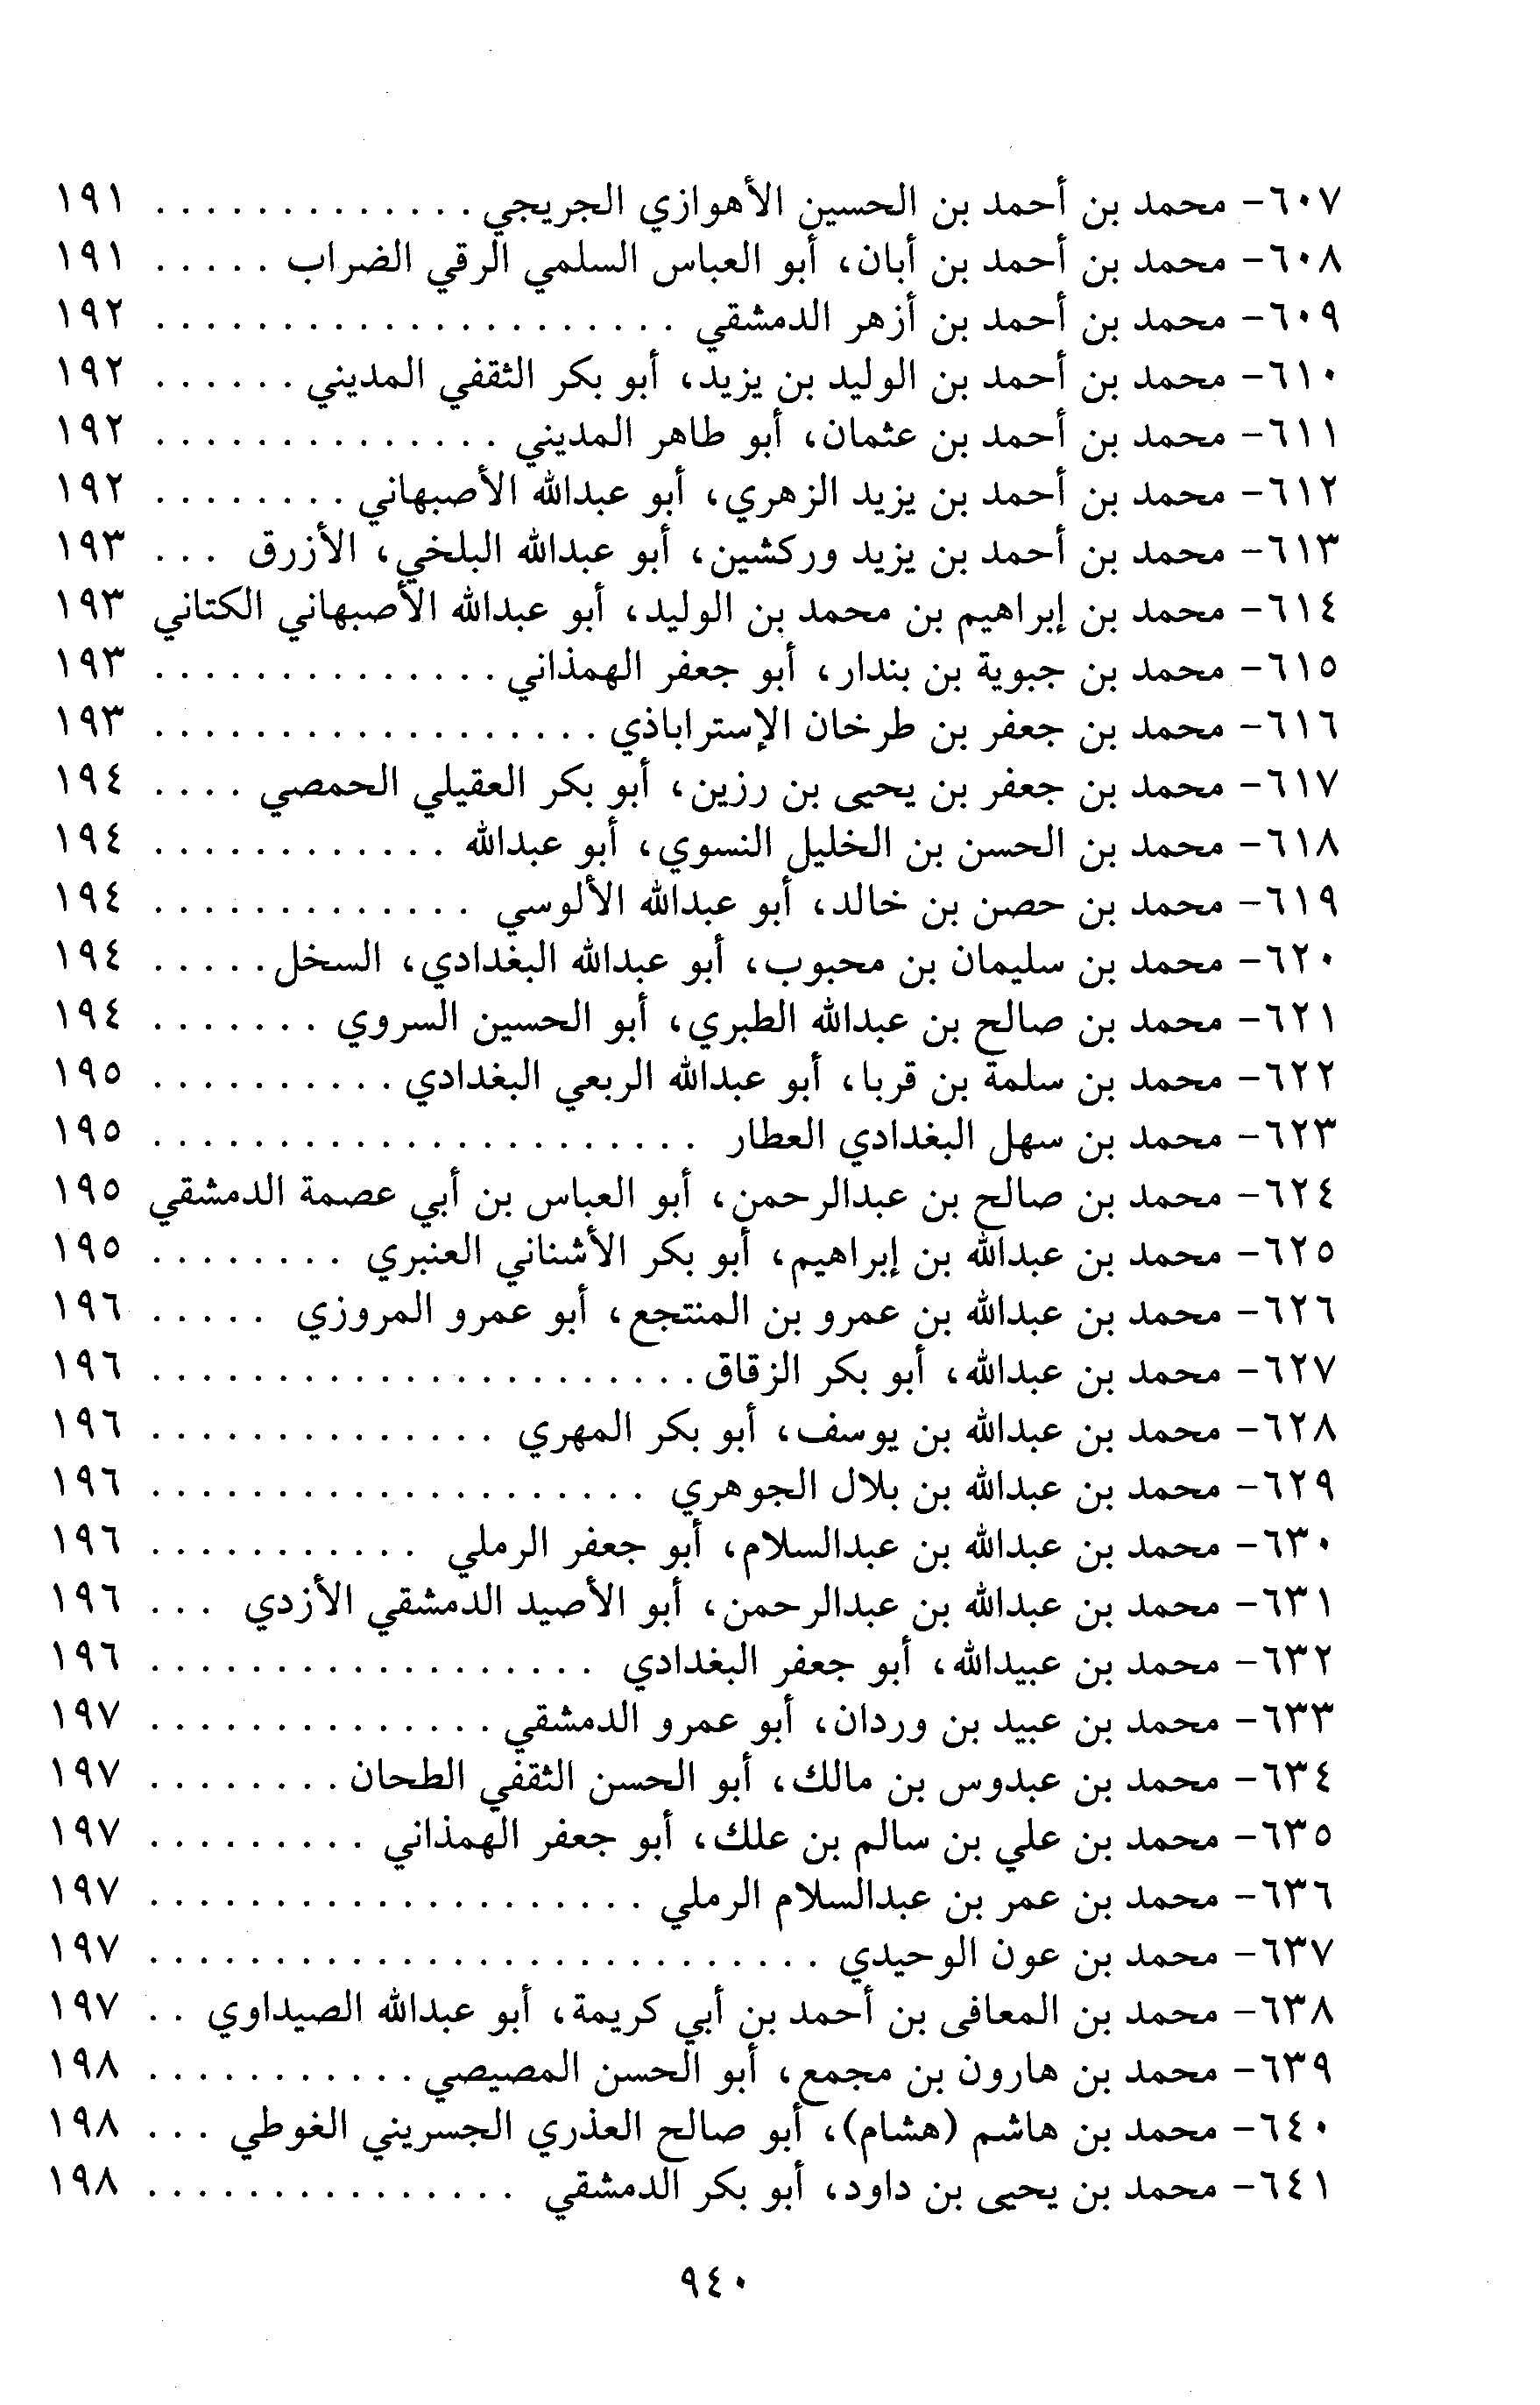 ٦٠٧- محمد بن أحمد بن الحسين الأهوازي الجريجي . . . . . . . . . . . . . ١٩١
٦٠٨- محمد بن أحمد بن أبان، أبو العباس السلمي الرقي الضراب . . . . . ١٩١
٦٠٩- محمد بن أحمد بن أزهر الدمشقي . . . . . . . . . . . . . . . . . . . . . ١٩٢
٦١٠- محمد بن أحمد بن الوليد بن يزيد، أبو بكر الثقفي المديني . . . . . . ١٩٢
٦١١- محمد بن أحمد بن عثمان، أبو طاهر المديني . . . . . . . . . . . . . . ١٩٢
٦١٢- محمد بن أحمد بن يزيد الزهري، أبو عبدالله الأصبهاني . . . . . . . . ١٩٢
٦١٣- محمد بن أحمد بن يزيد وركشين، أبو عبدالله البلخي، الأزرق . . . ١٩٣
٦١٤- محمد بن إبراهيم بن محمد بن الوليد، أبو عبدالله الأصبهاني الكتاني ١٩٣
٦١٥- محمد بن جبوية بن بندار، أبو جعفر الهمذاني . . . . . . . . . . . . . . ١٩٣
٦١٦- محمد بن جعفر بن طرخان الإستراباذي . . . . . . . . . . . . . . . . . . ١٩٣
٦١٧- محمد بن جعفر بن يحيى بن رزين، أبو بكر العقيلي الحمصي . . . . ١٩٤
٦١٨- محمد بن الحسن بن الخليل النسوي، أبو عبدالله . . . . . . . . . . . . ١٩٤
٦١٩- محمد بن حصن بن خالد، أبو عبدالله الألوسي . . . . . . . . . . . . . ١٩٤
٦٢٠- محمد بن سليمان بن محبوب، أبو عبدالله البغدادي، السخل . . . . . ١٩٤
٦٢١- محمد بن صالح بن عبدالله الطبري، أبو الحسين السروي . . . . . . . ١٩٤
٦٢٢- محمد بن سلمة بن قربا، أبو عبدالله الربعي البغدادي . . . . . . . . . . ١٩٥
٦٢٣- محمد بن سهل البغدادي العطار . . . . . . . . . . . . . . . . . . . . . . ١٩٥
٦٢٤- محمد بن صالح بن عبدالرحمن، أبو العباس بن أبي عصمة الدمشقي ١٩٥
٦٢٥- محمد بن عبدالله بن إبراهيم، أبو بكر الأشناني العنبري . . . . . . . . ١٩٥
٦٢٦- محمد بن عبدالله بن عمرو بن المنتجع، أبو عمرو المروزي . . . . . ١٩٦
٦٢٧- محمد بن عبدالله، أبو بكر الزقاق . . . . . . . . . . . . . . . . . . . . . . ١٩٦
٦٢٨- محمد بن عبدالله بن يوسف، أبو بكر المهري . . . . . . . . . . . . . . ١٩٦
٦٢٩- محمد بن عبدالله بن بلال الجوهري . . . . . . . . . . . . . . . . . . . . ١٩٦
٦٣٠- محمد بن عبدالله بن عبدالسلام، أبو جعفر الرملي . . . . . . . . . . . ١٩٦
٦٣١- محمد بن عبدالله بن عبدالرحمن، أبو الأصيد الدمشقي الأزدي . . . ١٩٦
٦٣٢- محمد بن عبيدالله، أبو جعفر البغدادي . . . . . . . . . . . . . . . . . . ١٩٦
٦٣٣- محمد بن عبيد بن وردان، أبو عمرو الدمشقي . . . . . . . . . . . . . . ١٩٧
٦٣٤- محمد بن عبدوس بن مالك، أبو الحسن الثقفي الطحان . . . . . . . . ١٩٧
٦٣٥- محمد بن علي بن سالم بن علك، أبو جعفر الهمذاني . . . . . . . . . ١٩٧
٦٣٦- محمد بن عمر بن عبدالسلام الرملي . . . . . . . . . . . . . . . . . . . . ١٩٧
٦٣٧- محمد بن عون الوحيدي . . . . . . . . . . . . . . . . . . . . . . . . . . . ١٩٧
٦٣٨- محمد بن المعافى بن أحمد بن أبي كريمة، أبو عبدالله الصيداوي . . ١٩٧
٦٣٩- محمد بن هارون بن مجمع، أبو الحسن المصيصي . . . . . . . . . . . ١٩٨
٦٤٠- محمد بن هاشم (هشام)، أبو صالح العذري الجسريني الغوطي . . . ١٩٨
٦٤١- محمد بن يحيى بن داود، أبو بكر الدمشقي . . . . . . . . . . . . . . . ١٩٨
٩٤٠